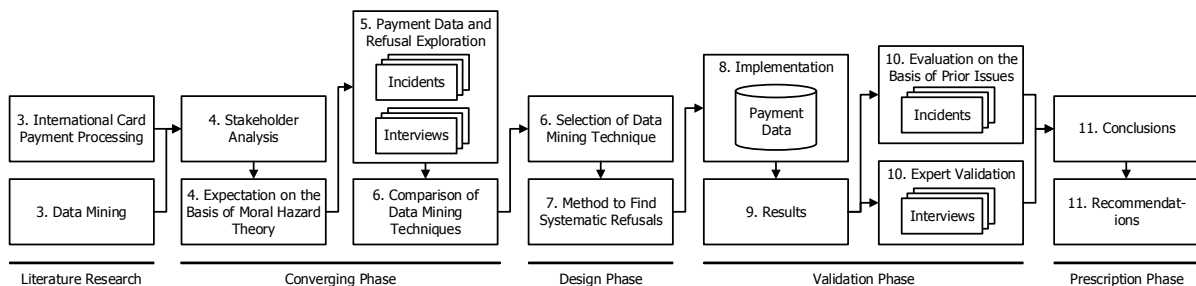 3. International Card
Payment Processing
3. Data Mining
Literature Research
4. Stakeholder
Analysis
4. Expectation on the
Basis of Moral Hazard
Theory
5. Payment Data and
Refusal Exploration
Incidents
Interviews
6. Comparison of
Data Mining
Techniques
Converging Phase
6. Selection of Data
Mining Technique
7. Method to Find
Systematic Refusals
Design Phase
8. Implementation
Payment
Data
9. Results
10. Evaluation on the
Basis of Prior Issues
Incidents
10. Expert Validation
Interviews
Validation Phase
11. Conclusions
11. Recommendat-
ions
Prescription Phase